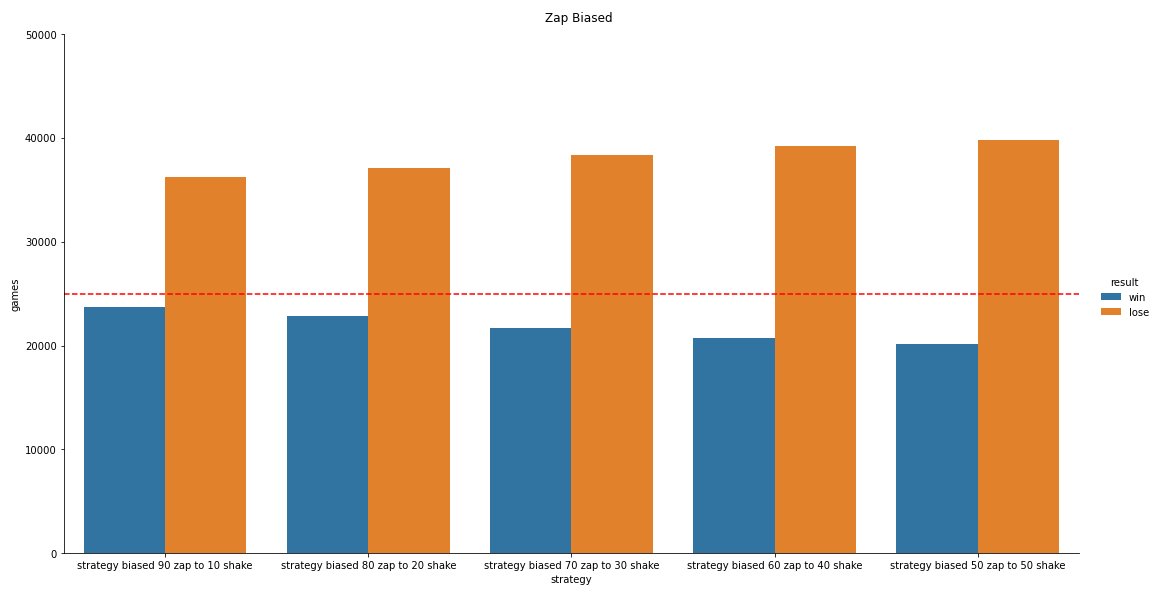 Zap Biased
50000
40000
30000
20000
10000
0
games
strategy biased 90 zap to 10 shake
strategy biased 80 zap to 20 shake
strategy biased 70 zap to 30 shake
strategy biased 60 zap to 40 shake
strategy biased 50 zap to 50 shake
strategy
result
win
lose